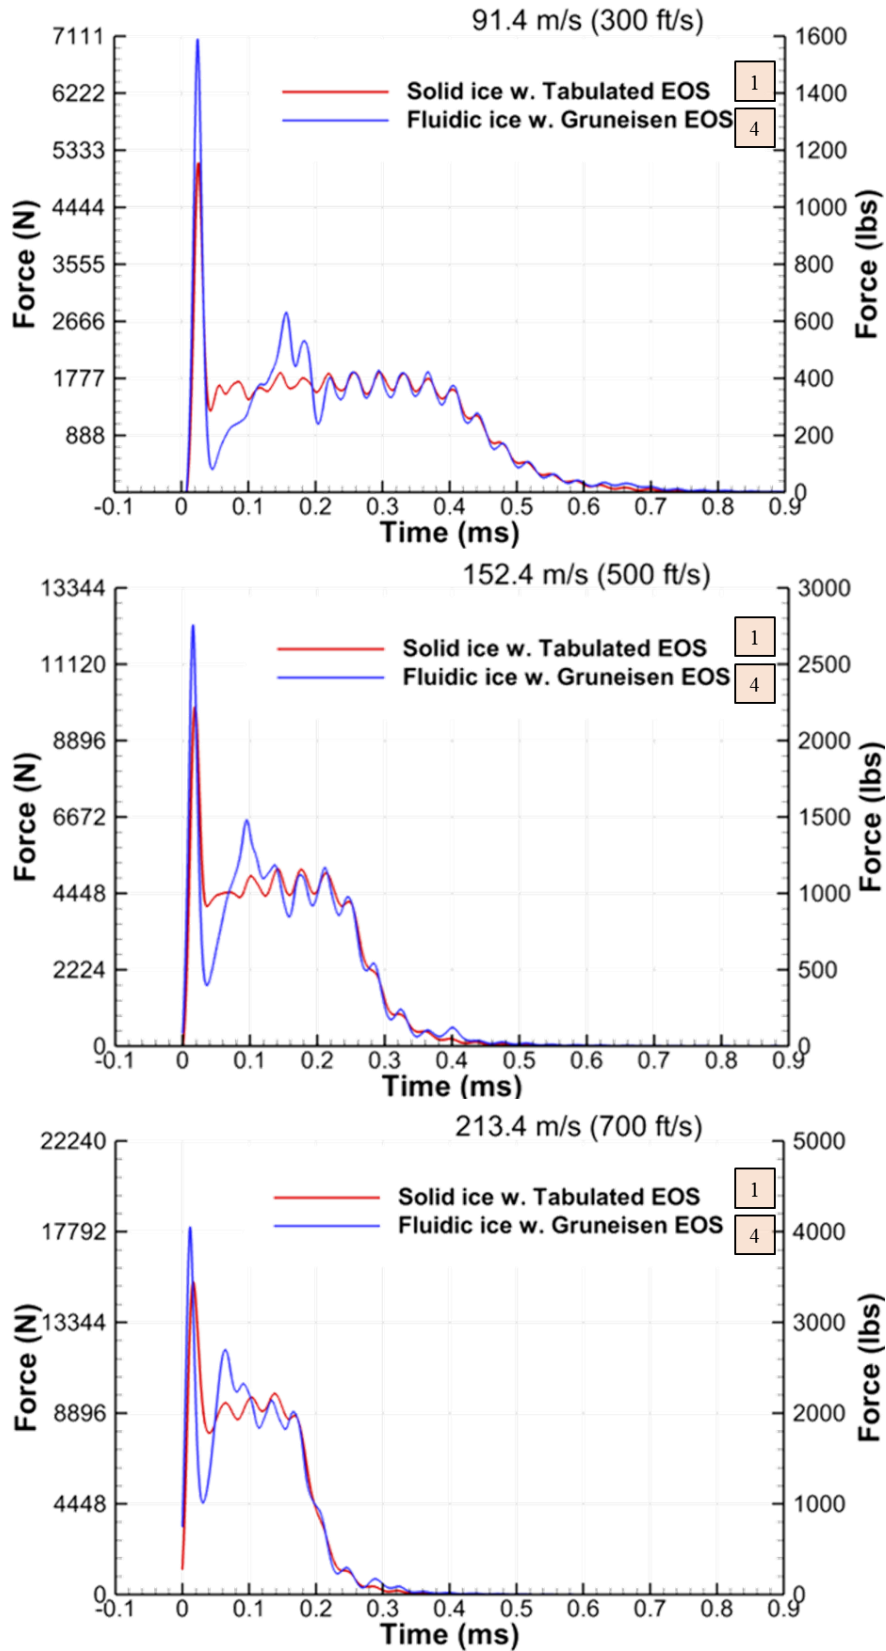 91.4 m/s (300 ft/s)
7111 1600
6222 1400
Solid ice w. Tabulated EOS 1
Fluidic ice w. Gruneisen EOS 4
5333 1200
4444 1000
3555 800
2666 600
1777 400
888 200
0
Force (N)
Force (lbs)
-0.1 0 0.1 0.2 0.3 0.4 0.5 0.6 0.7 0.8 0.9
Time (ms)
152.4 m/s (500 ft/s)
13344 3000
Solid ice w. Tabulated EOS 1
11120 2500
Fluidic ice w. Gruneisen EOS 4
8896 2000
6672 1500
4448 1000
2224 500
0 0
Force (N)
Force (lbs)
-0.1 0 0.1 0.2 0.3 0.4 0.5 0.6 0.7 0.8 0.9
Time (ms)
213.4 m/s (700 ft/s)
22240 5000
Solid ice w. Tabulated EOS 1
Fluidic ice w. Gruneisen EOS 4
17792 4000
13344 3000
8896 2000
4448 1000
0 0
Force (N)
Force (lbs)
-0.1 0 0.1 0.2 0.3 0.4 0.5 0.6 0.7 0.8 0.9
Time (ms)